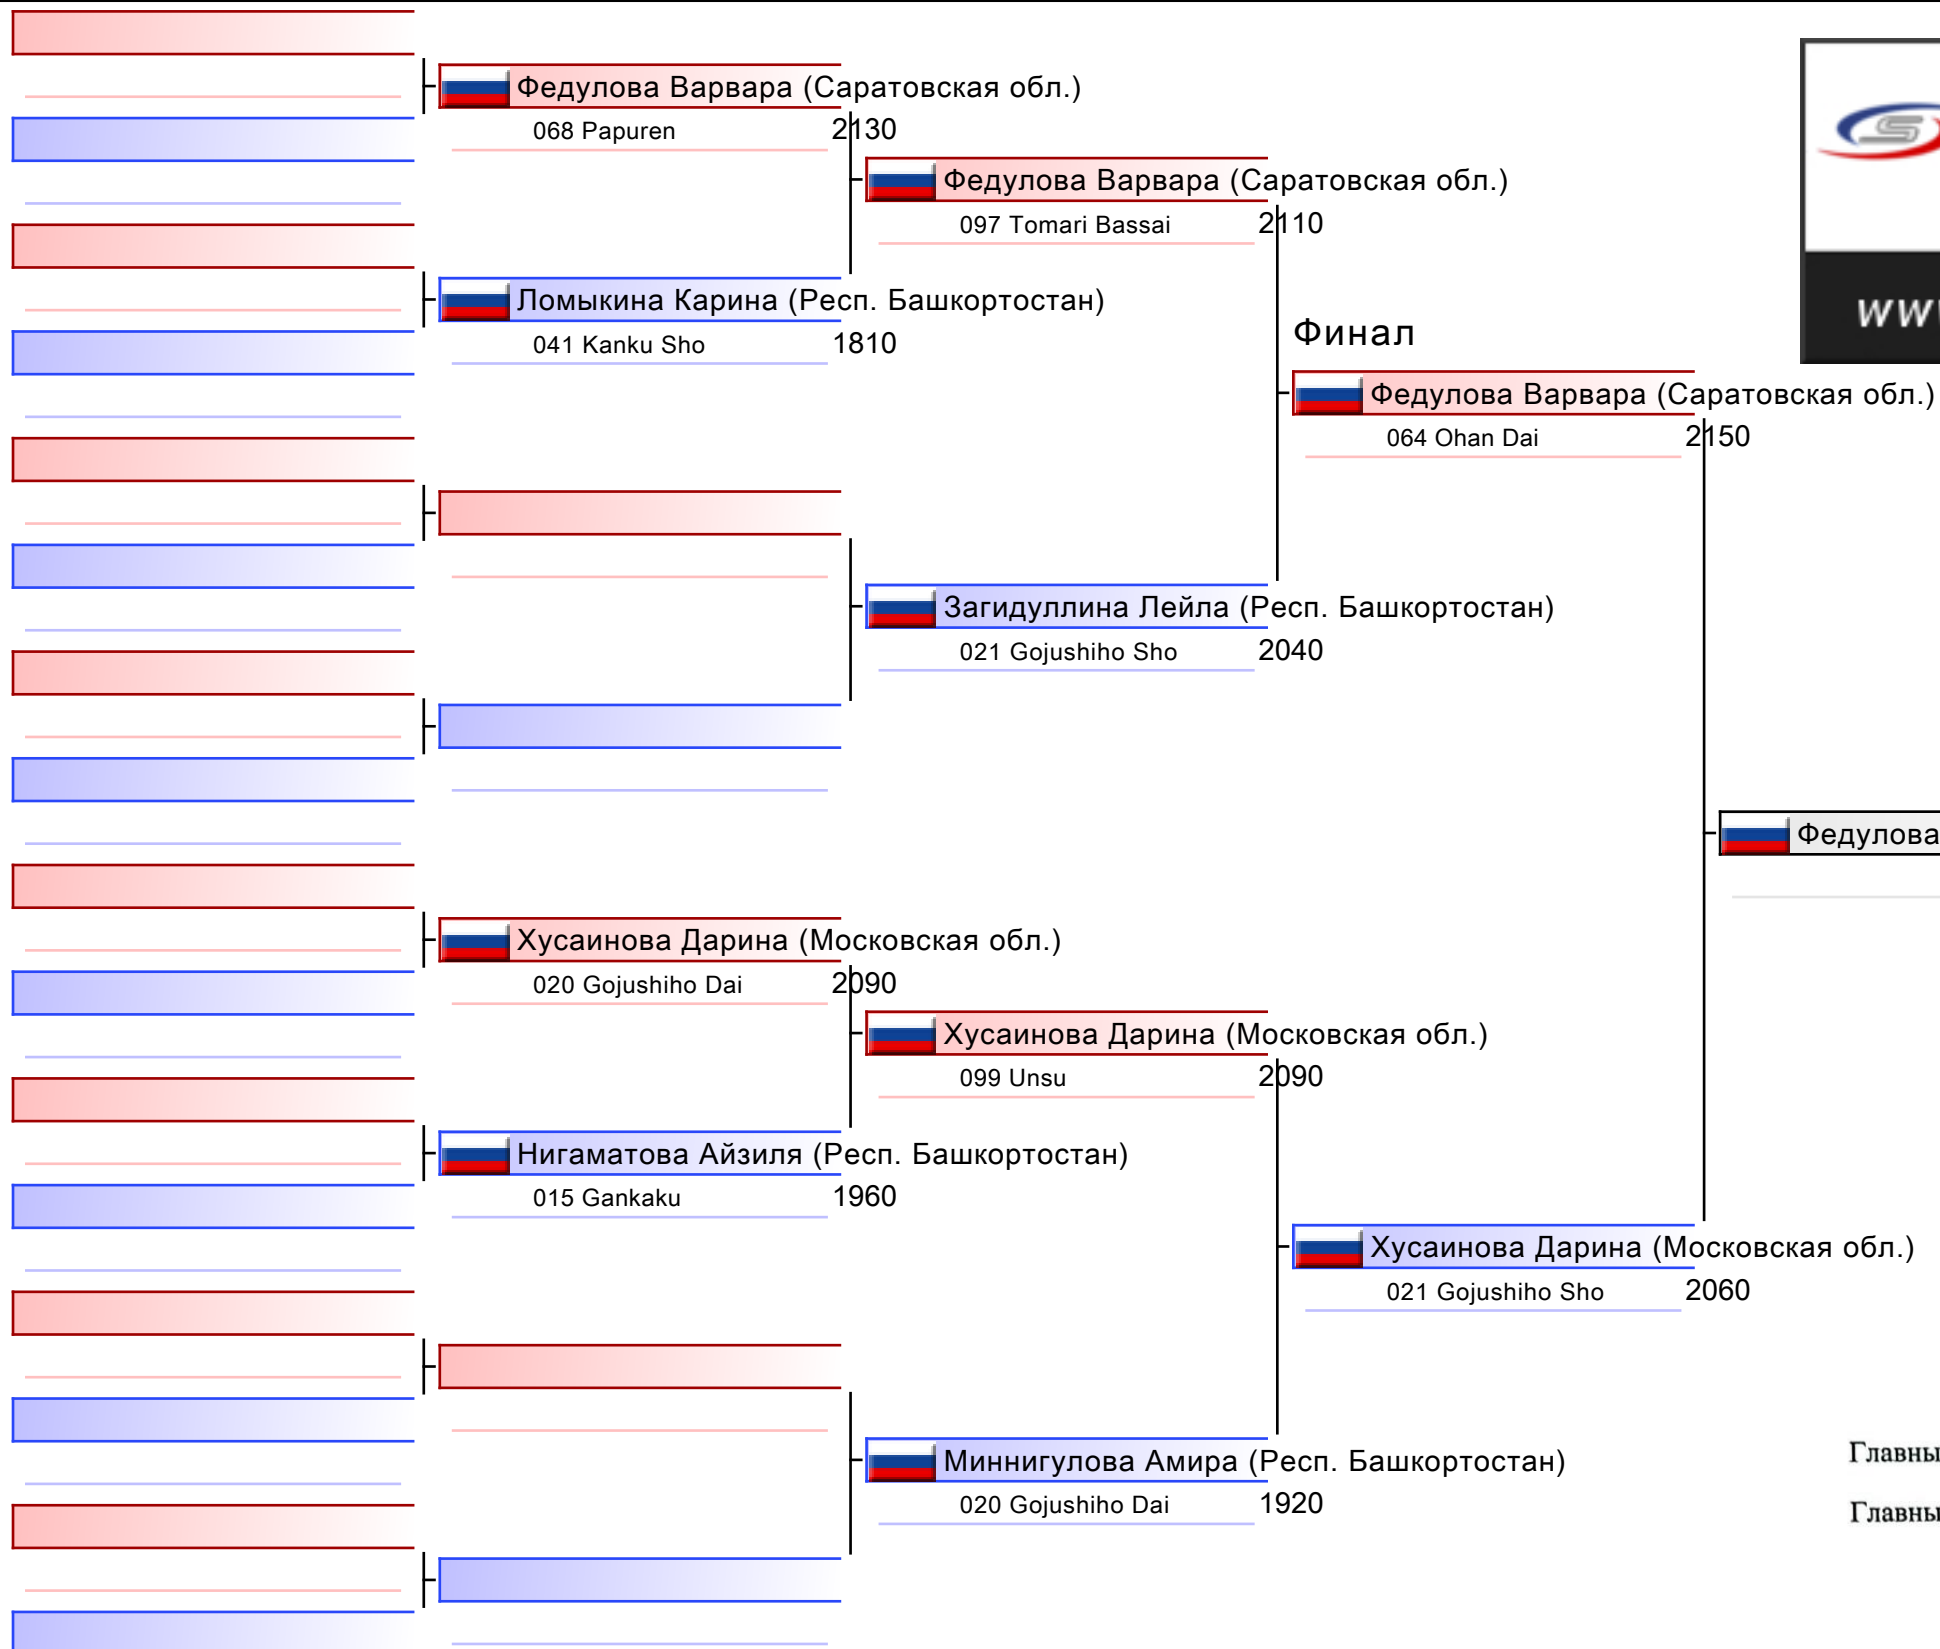 Федулова Варвара (Саратовская обл.)
068 Papuren 2130
Федулова Варвара (Саратовская обл.)
097 Tomari Bassai 2110
Ломыкина Карина (Респ. Башкортостан)
041 Kanku Sho 1810
Финал
Федулова Варвара (Саратовская обл.)
064 Ohan Dai 2150
Загидуллина Лейла (Респ. Башкортостан)
021 Gojushiho Sho 2040
Федулова
Хусаинова Дарина (Московская обл.)
020 Gojushiho Dai 2090
Хусаинова Дарина (Московская обл.)
099 Unsu 2090
Нигаматова Айзиля (Респ. Башкортостан)
015 Gankaku 1960
Хусаинова Дарина (Московская обл.)
021 Gojushiho Sho 2060
Миннигулова Амира (Респ. Башкортостан)
020 Gojushiho Dai 1920
Главны
Главны